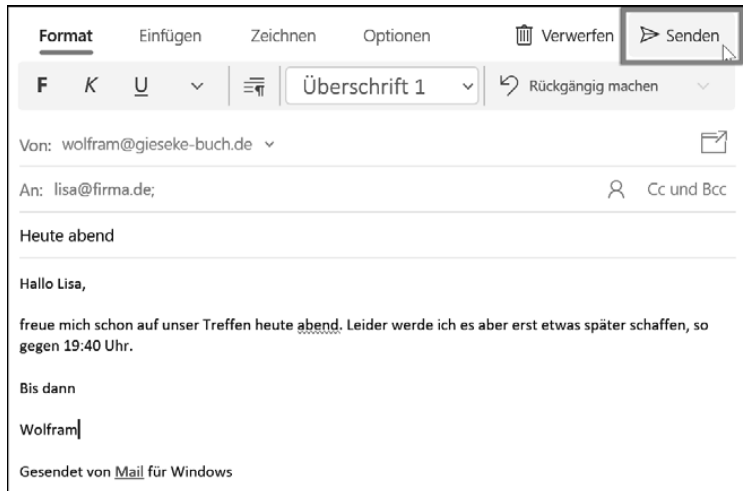 Format Einfügen Zeichnen Optionen Verwerfen Senden
F K U Überschrift 1 Rückgängig machen
Von: wolfram@gieseke-buch.de
An: lisa@firma.de; Cc und Bcc
Heute abend
Hallo Lisa,
freue mich schon auf unser Treffen heute abend. Leider werde ich es aber erst etwas später schaffen, so
gegen 19:40 Uhr.
Bis dann
Wolfram
Gesendet von Mail für Windows